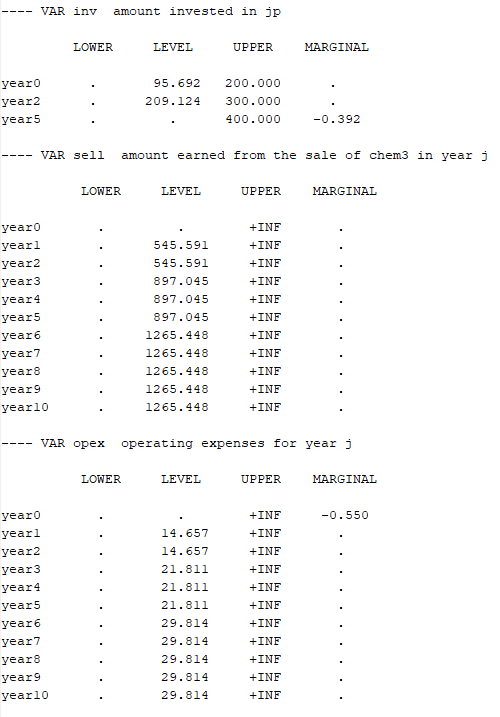 ---- VAR inv  amount invested in jp
LOWER LEVEL UPPER MARGINAL
year0 . 95.692 200.000 .
year2 . 209.124 300.000 .
year5 . . 400.000 -0.392
---- VAR sell  amount earned from the sale of chem3 in year j
LOWER LEVEL UPPER MARGINAL
year0 . . +INF .
year1 . 545.591 +INF .
year2 . 545.591 +INF .
year3 . 897.045 +INF .
year4 . 897.045 +INF .
year5 . 897.045 +INF .
year6 . 1265.448 +INF .
year7 . 1265.448 +INF .
year8 . 1265.448 +INF .
year9 . 1265.448 +INF .
year10 . 1265.448 +INF .
---- VAR opex  operating expenses for year j
LOWER LEVEL UPPER MARGINAL
year0 . . +INF -0.550
year1 . 14.657 +INF .
year2 . 14.657 +INF .
year3 . 21.811 +INF .
year4 . 21.811 +INF .
year5 . 21.811 +INF .
year6 . 29.814 +INF .
year7 . 29.814 +INF .
year8 . 29.814 +INF .
year9 . 29.814 +INF .
year10 . 29.814 +INF .